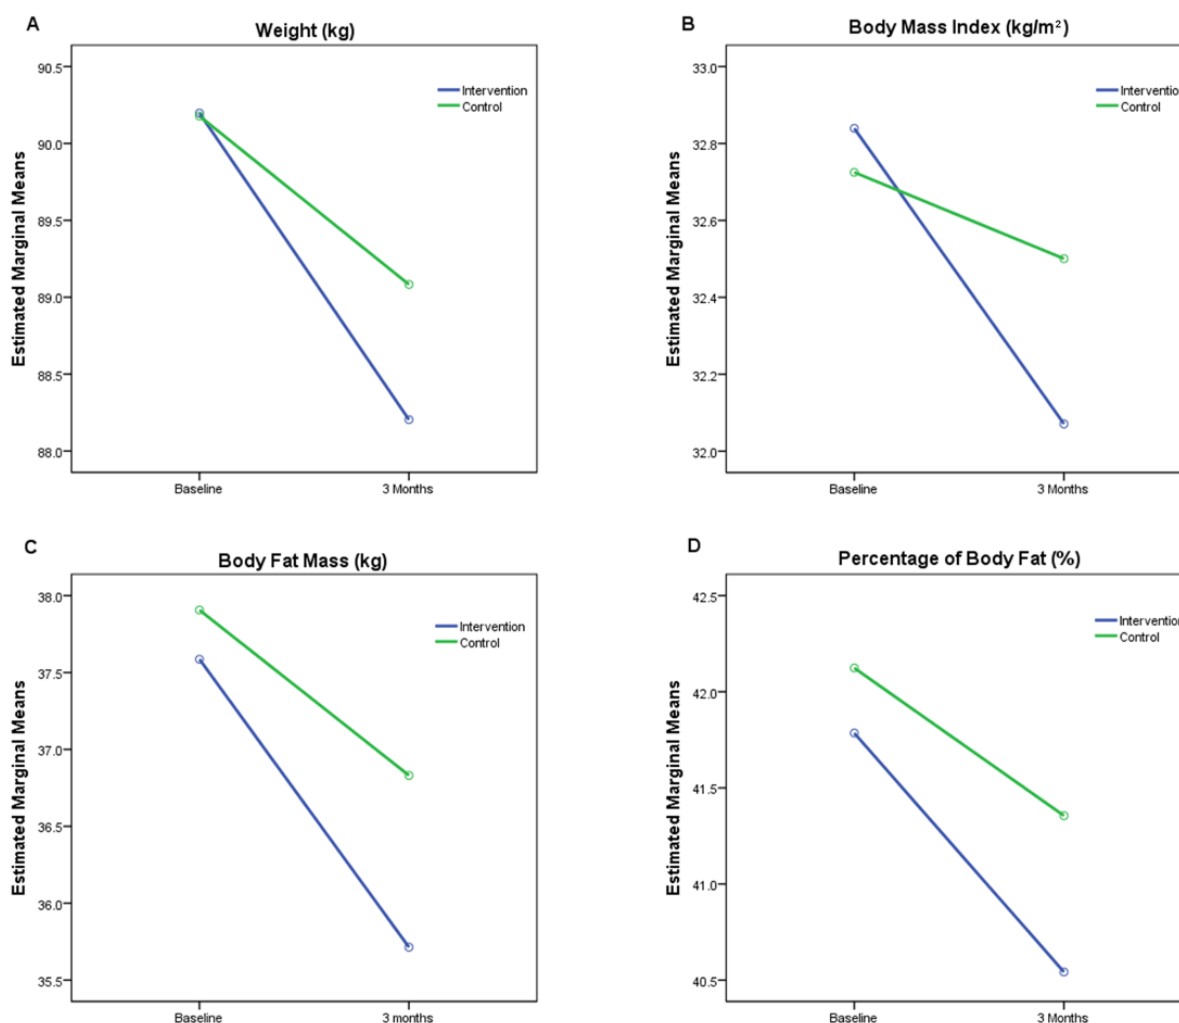 A
Weight (kg)
90.5
90.0
89.5
89.0
88.5
88.0
Estimated Marginal Means
Intervention
Control
Baseline
3 Months
B
Body Mass Index (kg/m²)
33.0
32.8
32.6
32.4
32.2
32.0
Estimated Marginal Means
Interventio
Control
Baseline
3 Months
C
Body Fat Mass (kg)
38.0
37.5
37.0
36.5
36.0
35.5
Estimated Marginal Means
Intervention
Control
Baseline
3 months
D
Percentage of Body Fat (%)
42.5
42.0
41.5
41.0
40.5
Estimated Marginal Means
Interventio
Control
Baseline
3 Months